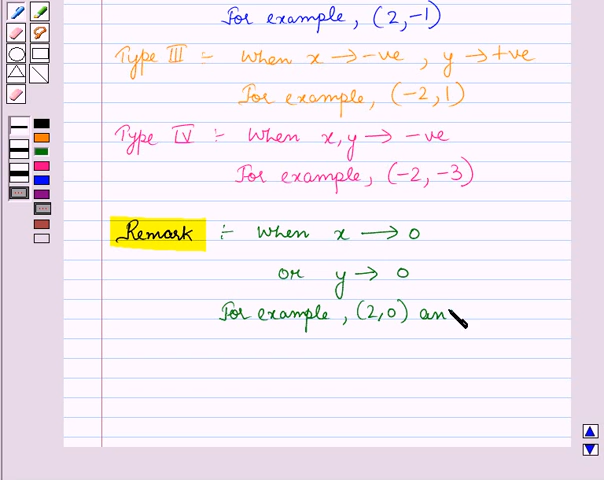 For example, (2,-1)
Type III :- When x → -ve, y → +ve
For example, (-2, 1)
Type IV :- When x, y → -ve
For example, (-2, -3)
Remark :- When x → 0
or y → 0
For example, (2,0) an